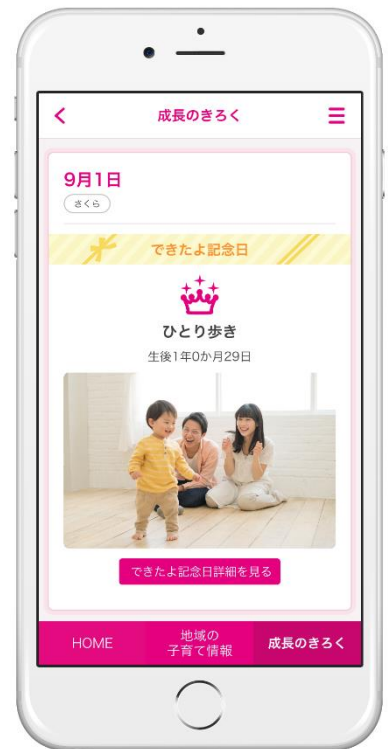 成長のきろく
9月1日
さくら
できたよ記念日
ひとり歩き
生後1年0か月29日
できたよ記念日詳細を見る
HOME
地域の
子育て情報
成長のきろく